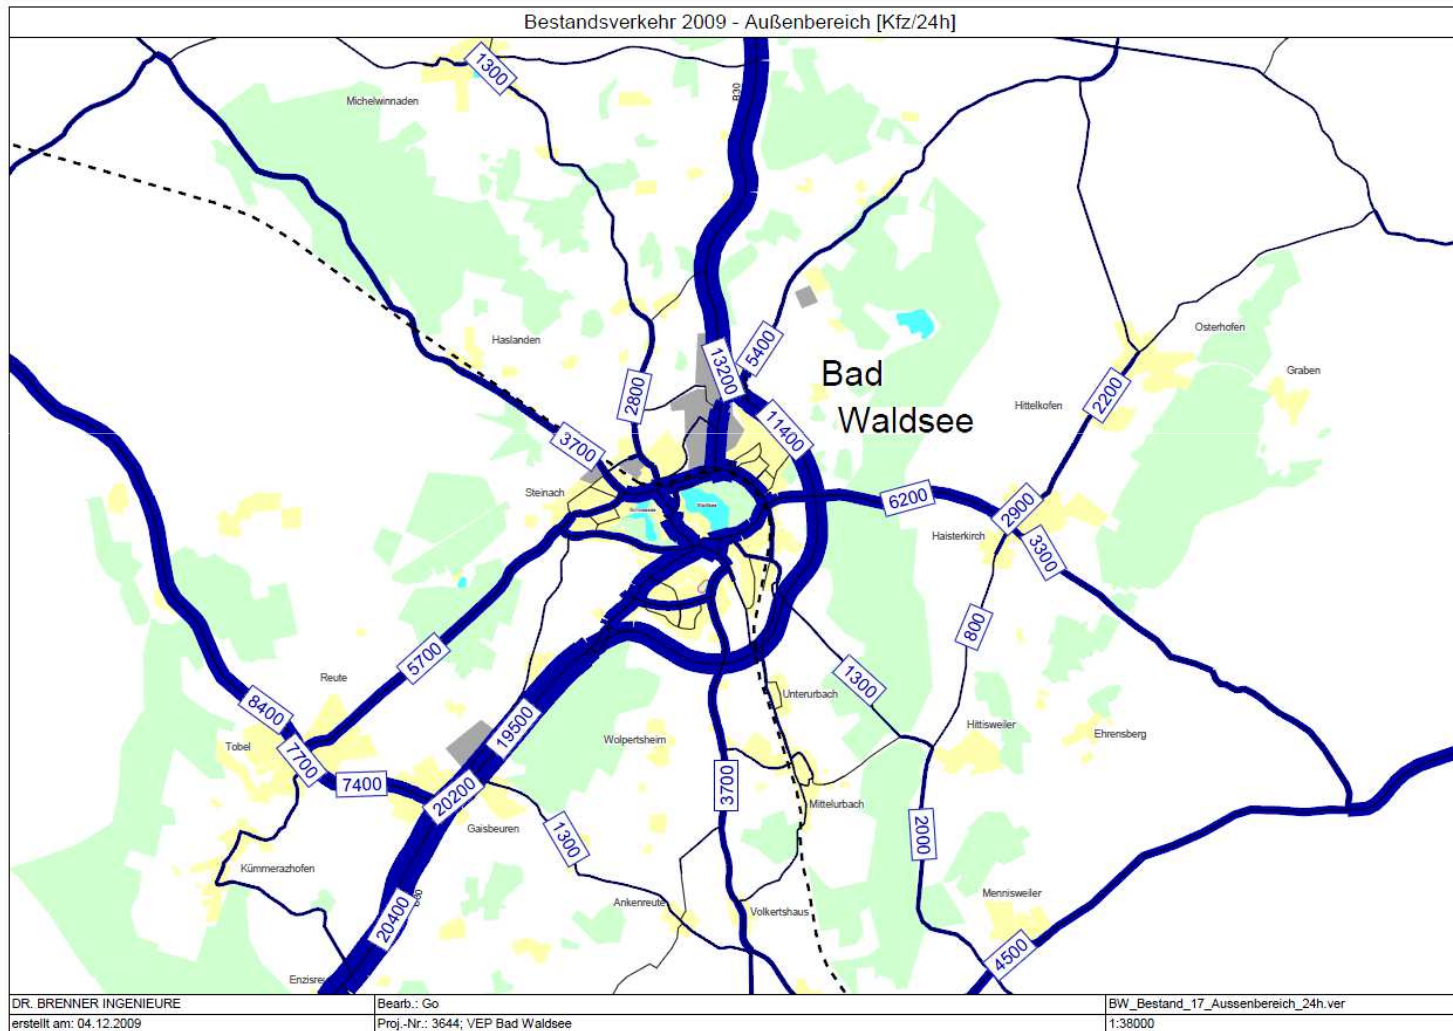 Bestandsverkehr 2009 - Außenbereich [Kfz/24h]
1300
B30
Michelwinnaden
Osterhofen
Haslanden
5400
13200
Bad
Waldsee
Graben
2800
2200
Hittelkofen
11400
3700
Steinach
6200
2900
Haisterkirch
3300
800
5700
1300
Reute
Unterurbach
8400
19500
Hittisweiler
Ehrensberg
Tobel
Wolpertsheim
7700
7400
20200
3700
Mittelurbach
Gaisbeuren
1300
2000
Kümmerazhofen
Mennisweiler
Ankenreute
Volkertshaus
20400
4500
DR. BRENNER INGENIEURE
Bearb.: Go
BW_Bestand_17_Aussenbereich_24h.ver
erstellt am: 04.12.2009
Proj.-Nr.: 3644; VEP Bad Waldsee
1:38000